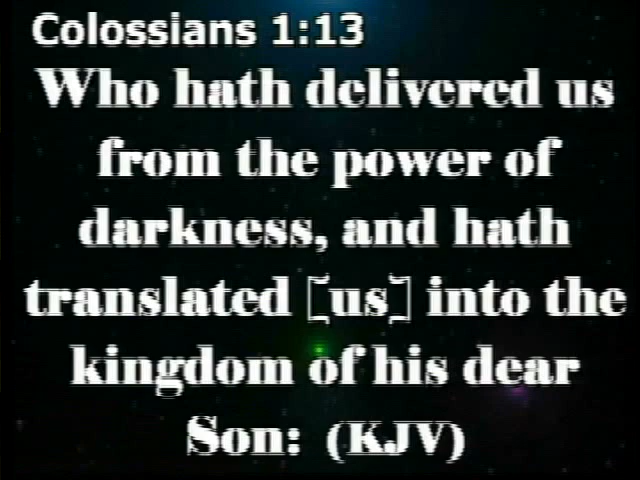 Colossians 1:13
Who hath delivered us
from the power of
darkness, and hath
translated [us] into the
kingdom of his dear
Son: (KJV)